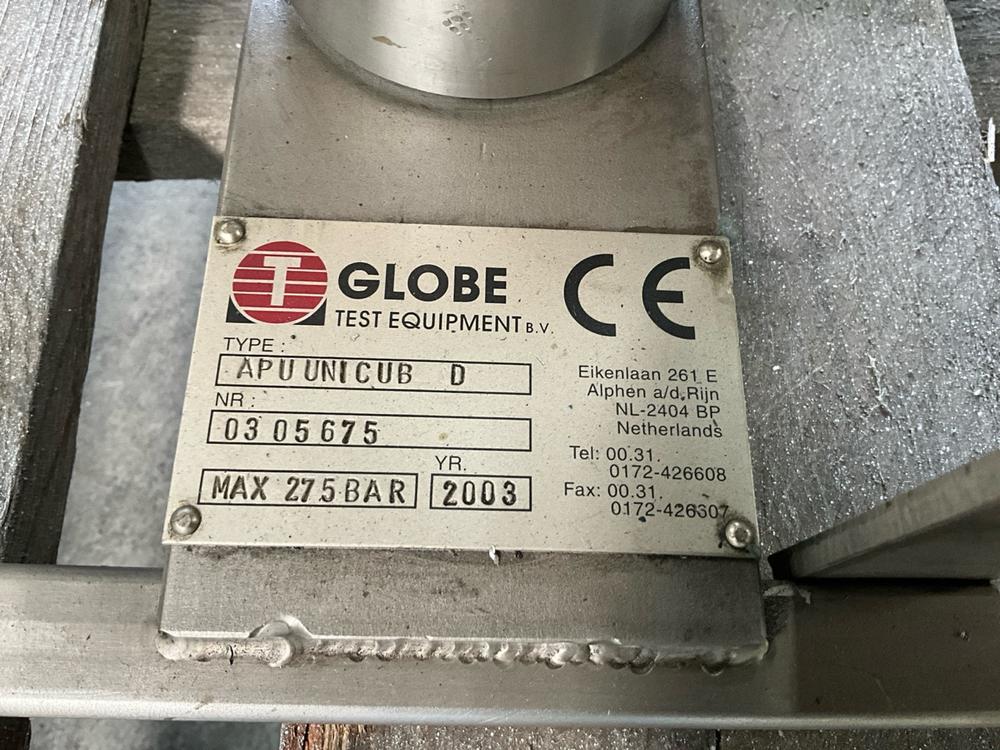 T
GLOBE
TEST EQUIPMENT B.V.
CE
TYPE :
APU UNICUB D
NR :
03 05675
MAX 275 BAR
YR.
2003
Eikenlaan 261 E
Alphen a/d Rijn
NL-2404 BP
Netherlands
Tel: 00.31.
0172-426608
Fax: 00.31.
0172-426307